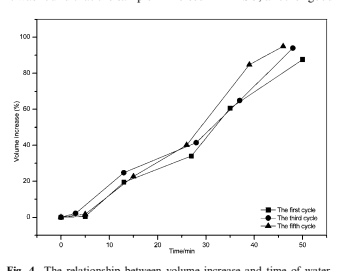 100
80
60
40
20
0
Volume increase (%)
The first cycle
The third cycle
The fifth cycle
0 10 20 30 40 50
Time/min
Fig. 4 The relationship between volume increase and time of water